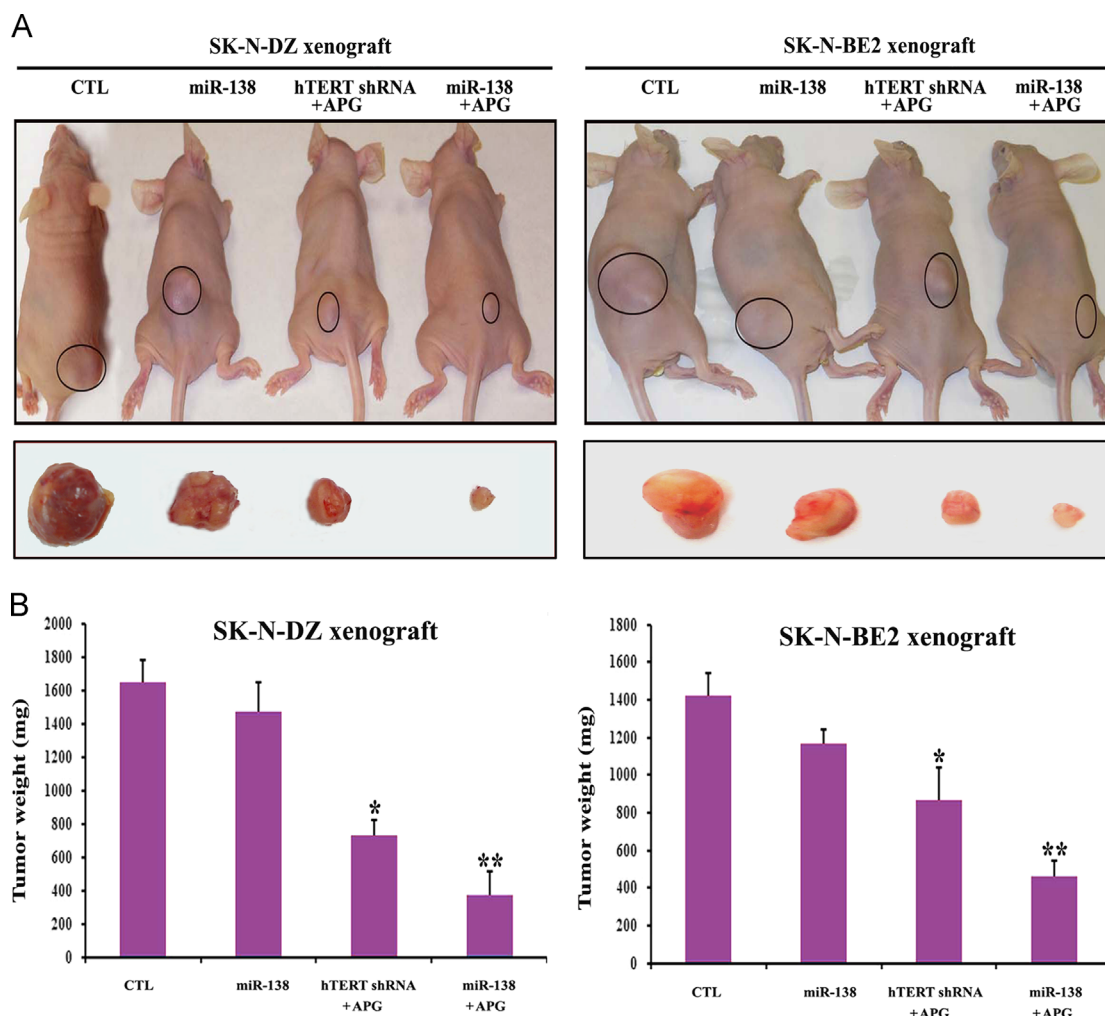 A
SK-N-DZ xenograft
CTL
miR-138
hTERT shRNA
+APG
miR-138
+APG
SK-N-BE2 xenograft
CTL
miR-138
hTERT shRNA
+APG
miR-138
+APG
B
SK-N-DZ xenograft
Tumor weight (mg)
2000
1800
1600
1400
1200
1000
800
600
400
200
0
*
**
CTL
miR-138
hTERT shRNA
+APG
miR-138
+APG
SK-N-BE2 xenograft
Tumor weight (mg)
1800
1600
1400
1200
1000
800
600
400
200
0
*
**
CTL
miR-138
hTERT shRNA
+APG
miR-138
+APG